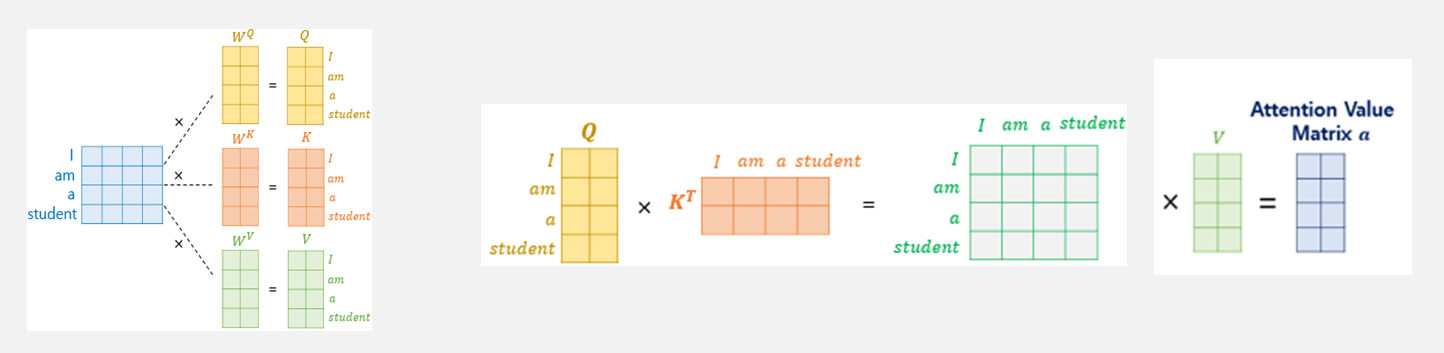 W^Q Q
I
am
a
student
×
=
I
am
a
student
×
W^K K
=
I
am
a
student
×
W^V V
=
I
am
a
student
Q
I
am
a
student
×
K^T
I am a student
=
I am a student
I
am
a
student
×
V
=
Attention Value
Matrix a